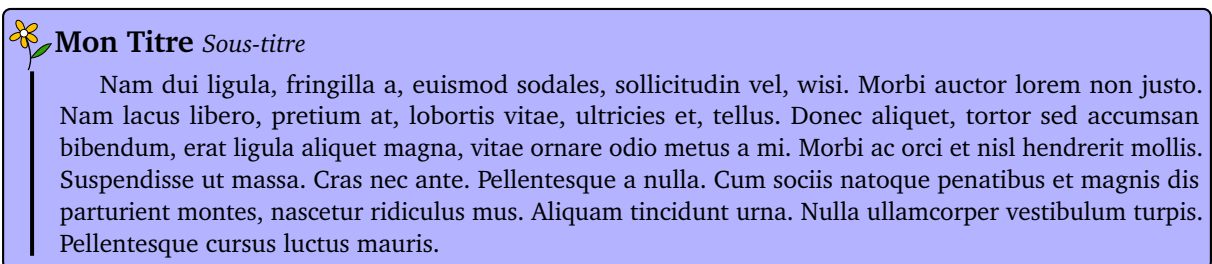 Mon Titre Sous-titre
Nam dui ligula, fringilla a, euismod sodales, sollicitudin vel, wisi. Morbi auctor lorem non justo.
Nam lacus libero, pretium at, lobortis vitae, ultricies et, tellus. Donec aliquet, tortor sed accumsan
bibendum, erat ligula aliquet magna, vitae ornare odio metus a mi. Morbi ac orci et nisl hendrerit mollis.
Suspendisse ut massa. Cras nec ante. Pellentesque a nulla. Cum sociis natoque penatibus et magnis dis
parturient montes, nascetur ridiculus mus. Aliquam tincidunt urna. Nulla ullamcorper vestibulum turpis.
Pellentesque cursus luctus mauris.